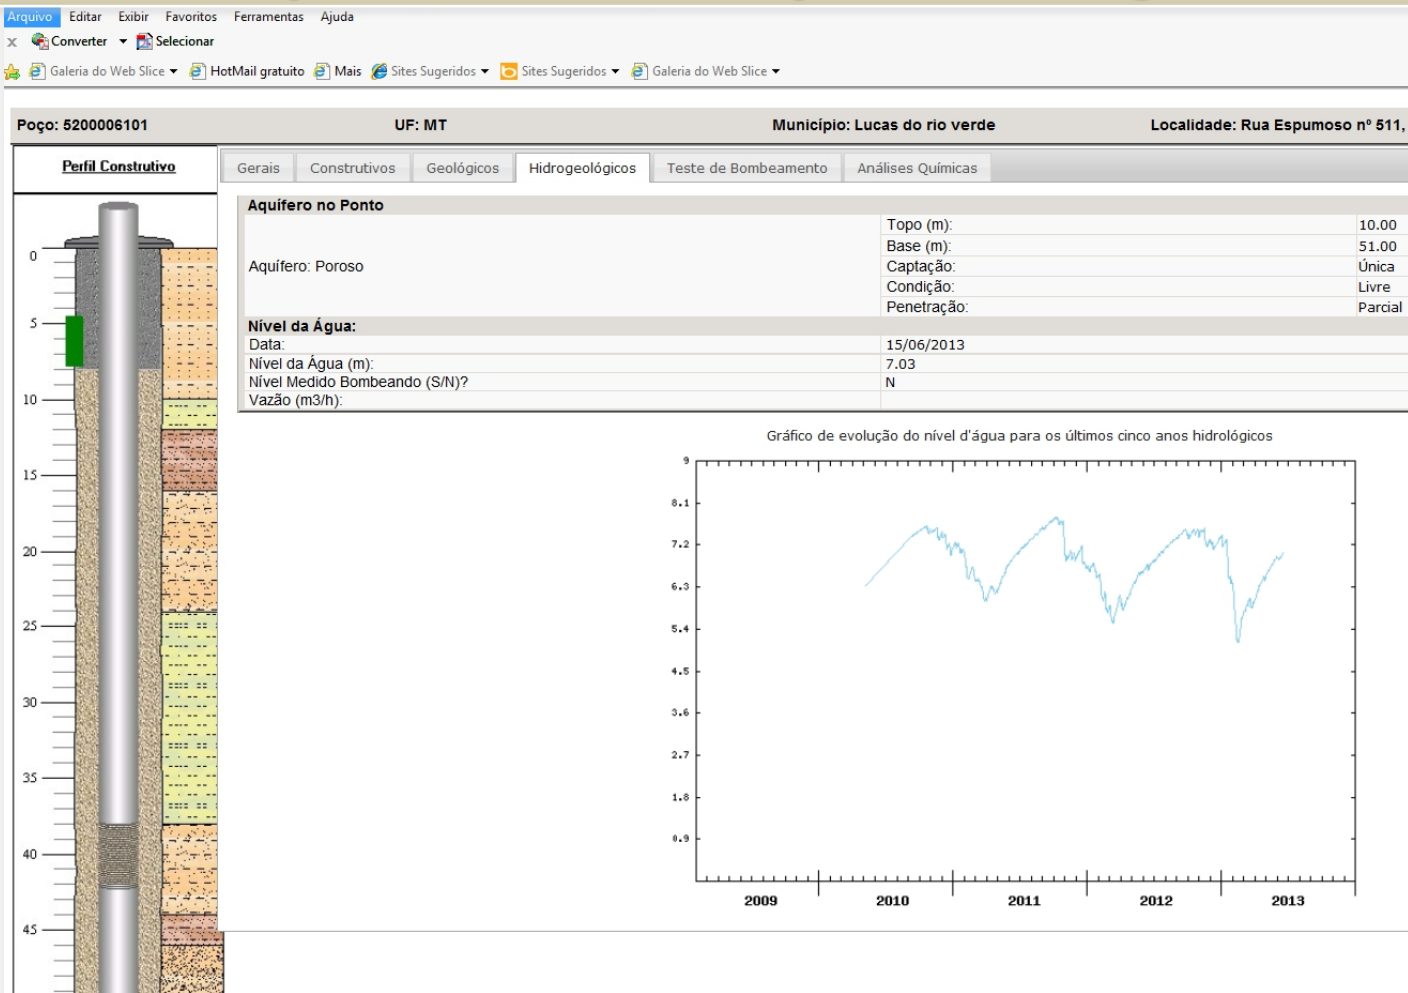 Arquivo Editar Exibir Favoritos Ferramentas Ajuda
x Converter Selecionar
Galeria do Web Slice HotMail gratuito Mais Sites Sugeridos Sites Sugeridos Galeria do Web Slice
Poço: 5200006101 UF: MT Município: Lucas do rio verde Localidade: Rua Espumoso nº 511,
Perfil Construtivo
Gerais Construtivos Geológicos Hidrogeológicos Teste de Bombeamento Análises Químicas
Aquífero no Ponto
Aquífero: Poroso
Topo (m): 10.00
Base (m): 51.00
Captação: Única
Condição: Livre
Penetração: Parcial
Nível da Água:
Data: 15/06/2013
Nível da Água (m): 7.03
Nível Medido Bombeando (S/N)? N
Vazão (m3/h):
Gráfico de evolução do nível d'água para os últimos cinco anos hidrológicos
9
8.1
7.2
6.3
5.4
4.5
3.6
2.7
1.8
0.9
2009 2010 2011 2012 2013
0
5
10
15
20
25
30
35
40
45